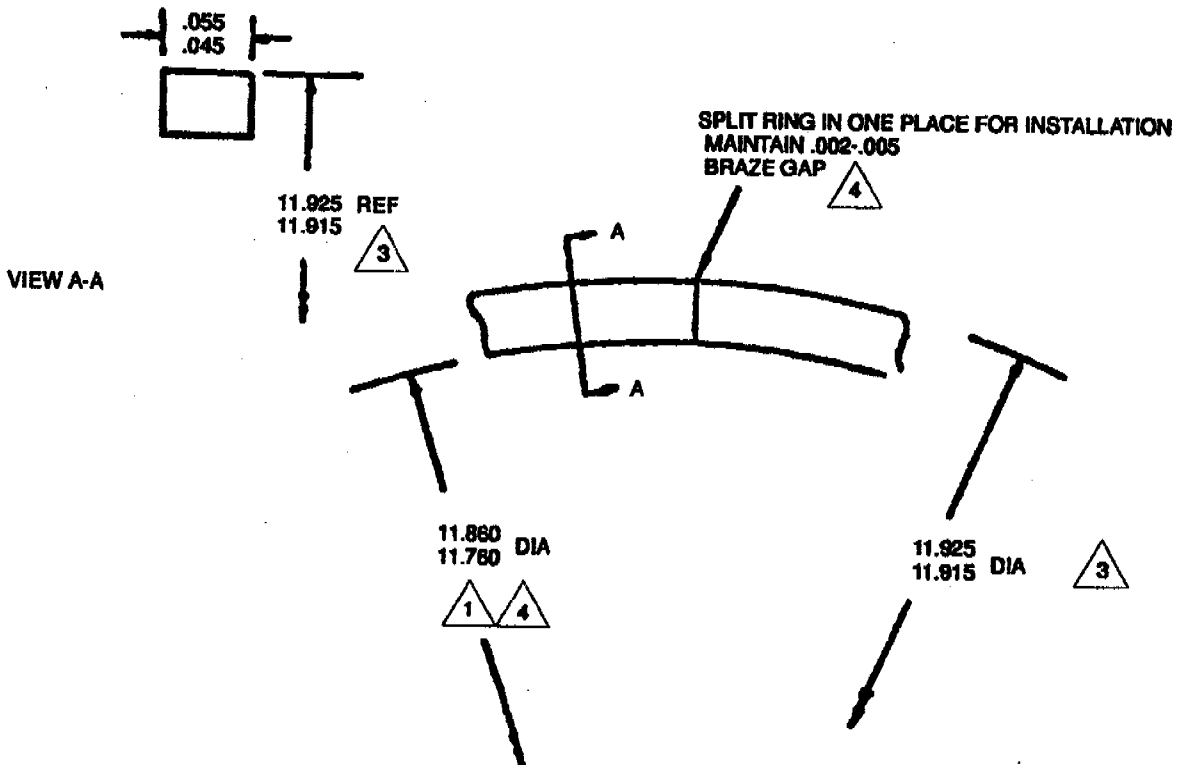 .055
.045
SPLIT RING IN ONE PLACE FOR INSTALLATION
MAINTAIN .002-.005
BRAZE GAP
4
11.925 REF
11.915
3
VIEW A-A
A
A
11.860 DIA
11.760
1 4
11.925 DIA
11.915
3